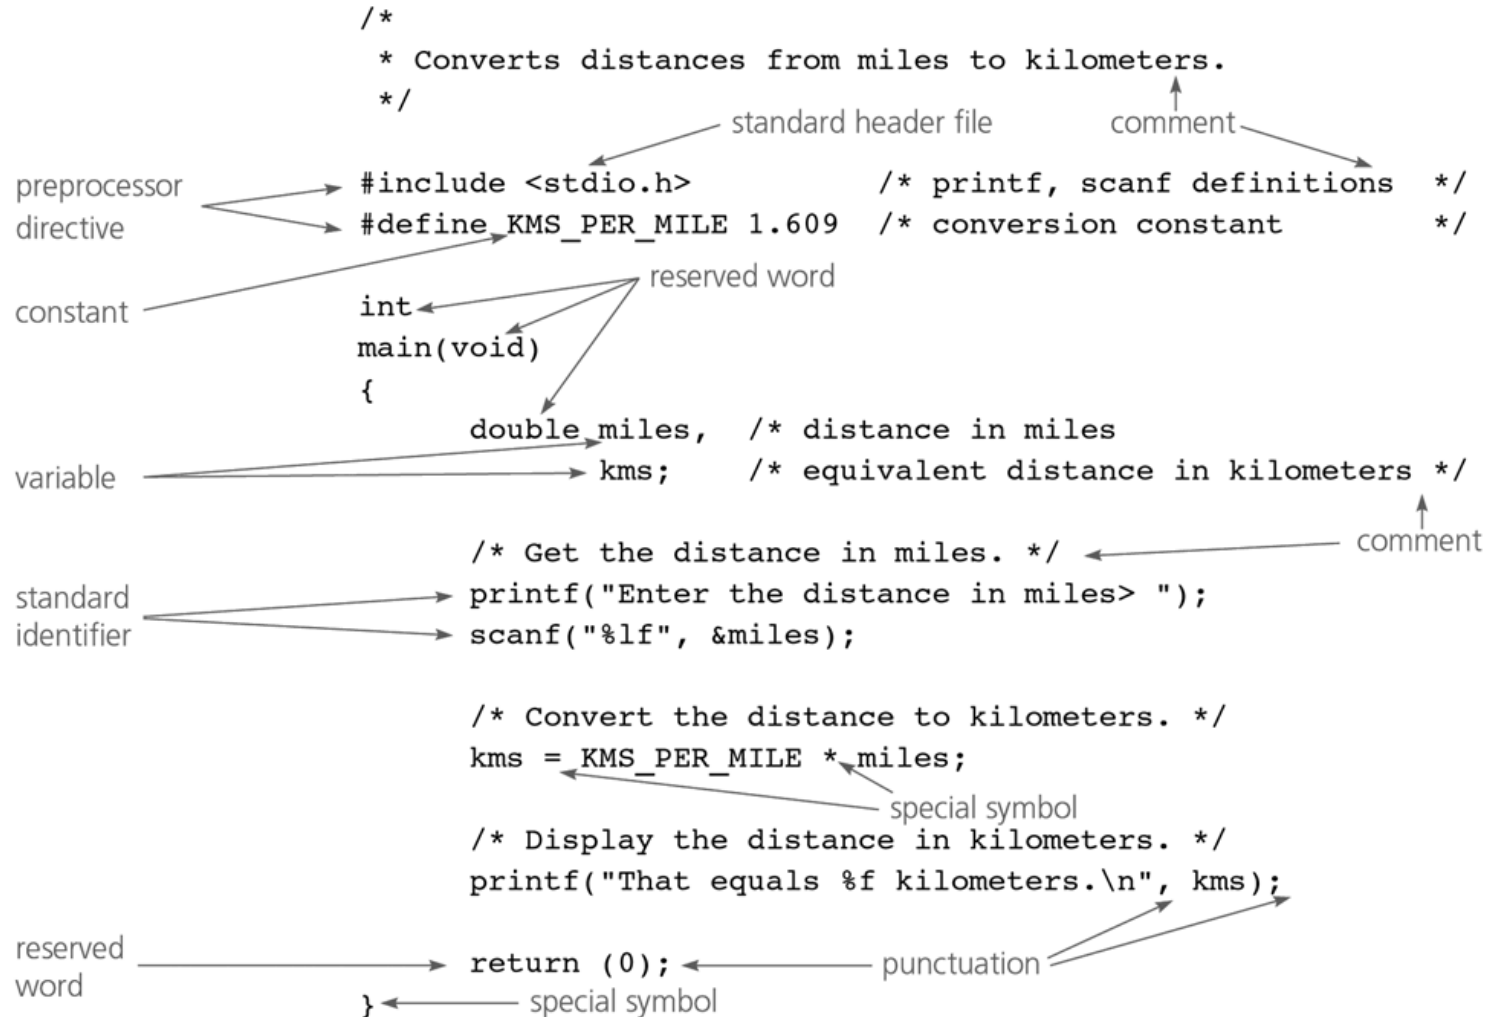 /*
* Converts distances from miles to kilometers.
*/
standard header file comment
preprocessor #include <stdio.h> /* printf, scanf definitions */
directive #define KMS_PER_MILE 1.609 /* conversion constant */
reserved word
constant int
main(void)
{
double miles, /* distance in miles
variable kms; /* equivalent distance in kilometers */
/* Get the distance in miles. */ comment
standard printf("Enter the distance in miles> ");
identifier scanf("%lf", &miles);
/* Convert the distance to kilometers. */
kms = KMS_PER_MILE * miles;
special symbol
/* Display the distance in kilometers. */
printf("That equals %f kilometers.\n", kms);
reserved return (0); punctuation
word
} special symbol